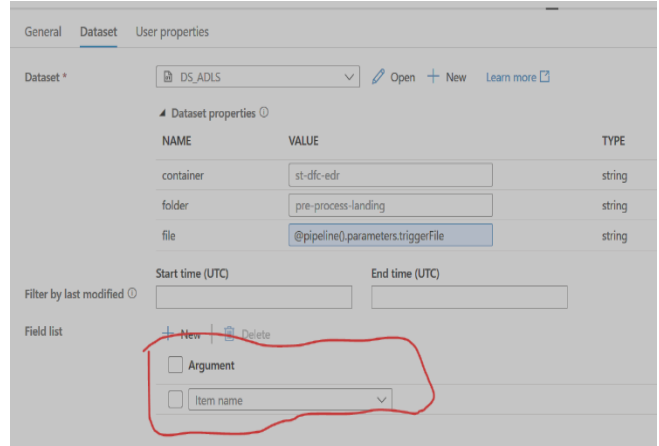 General Dataset User properties
Dataset * DS_ADLS Open New Learn more
Dataset properties
NAME VALUE TYPE
container st-dfc-edr string
folder pre-process-landing string
file @pipeline().parameters.triggerFile string
Start time (UTC) End time (UTC)
Filter by last modified
Field list New Delete
Argument
Item name